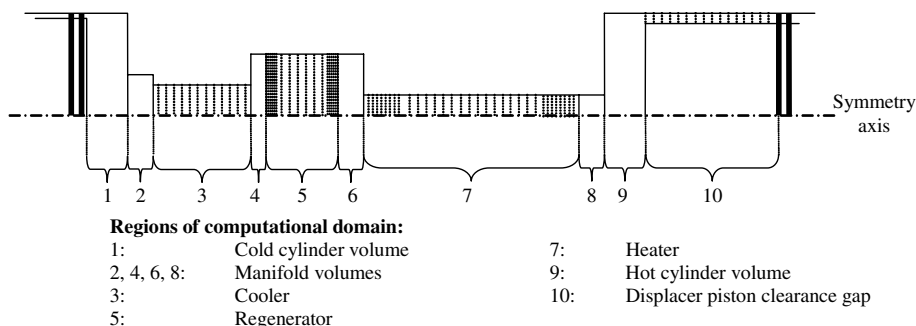 Symmetry
axis
1 2 3 4 5 6 7 8 9 10
Regions of computational domain:
1: Cold cylinder volume
2, 4, 6, 8: Manifold volumes
3: Cooler
5: Regenerator
7: Heater
9: Hot cylinder volume
10: Displacer piston clearance gap